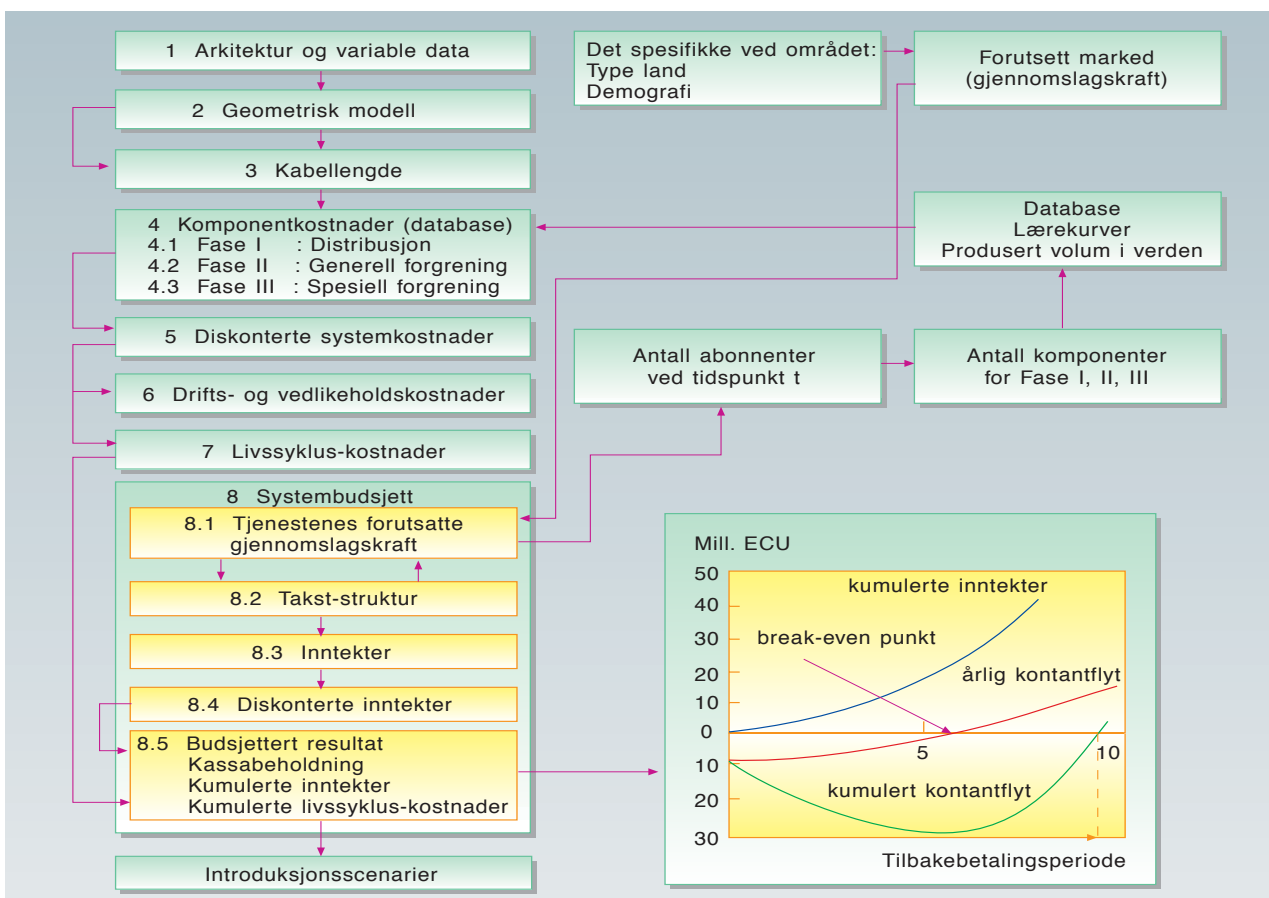 1 Arkitektur og variable data
2 Geometrisk modell
3 Kabellengde
4 Komponentkostnader (database)
4.1 Fase I : Distribusjon
4.2 Fase II : Generell forgrening
4.3 Fase III : Spesiell forgrening
5 Diskonterte systemkostnader
6 Drifts- og vedlikeholdskostnader
7 Livssyklus-kostnader
8 Systembudsjett
8.1 Tjenestenes forutsatte
gjennomslagskraft
8.2 Takst-struktur
8.3 Inntekter
8.4 Diskonterte inntekter
8.5 Budsjettert resultat
Kassabeholdning
Kumulerte inntekter
Kumulerte livssyklus-kostnader
Introduksjonsscenarier
Det spesifikke ved området:
Type land
Demografi
Forutsett marked
(gjennomslagskraft)
Database
Lærekurver
Produsert volum i verden
Antall abonnenter
ved tidspunkt t
Antall komponenter
for Fase I, II, III
Mill. ECU
50
40
30
20
10
0
10
20
30
kumulerte inntekter
break-even punkt
årlig kontantflyt
5
10
kumulert kontantflyt
Tilbakebetalingsperiode